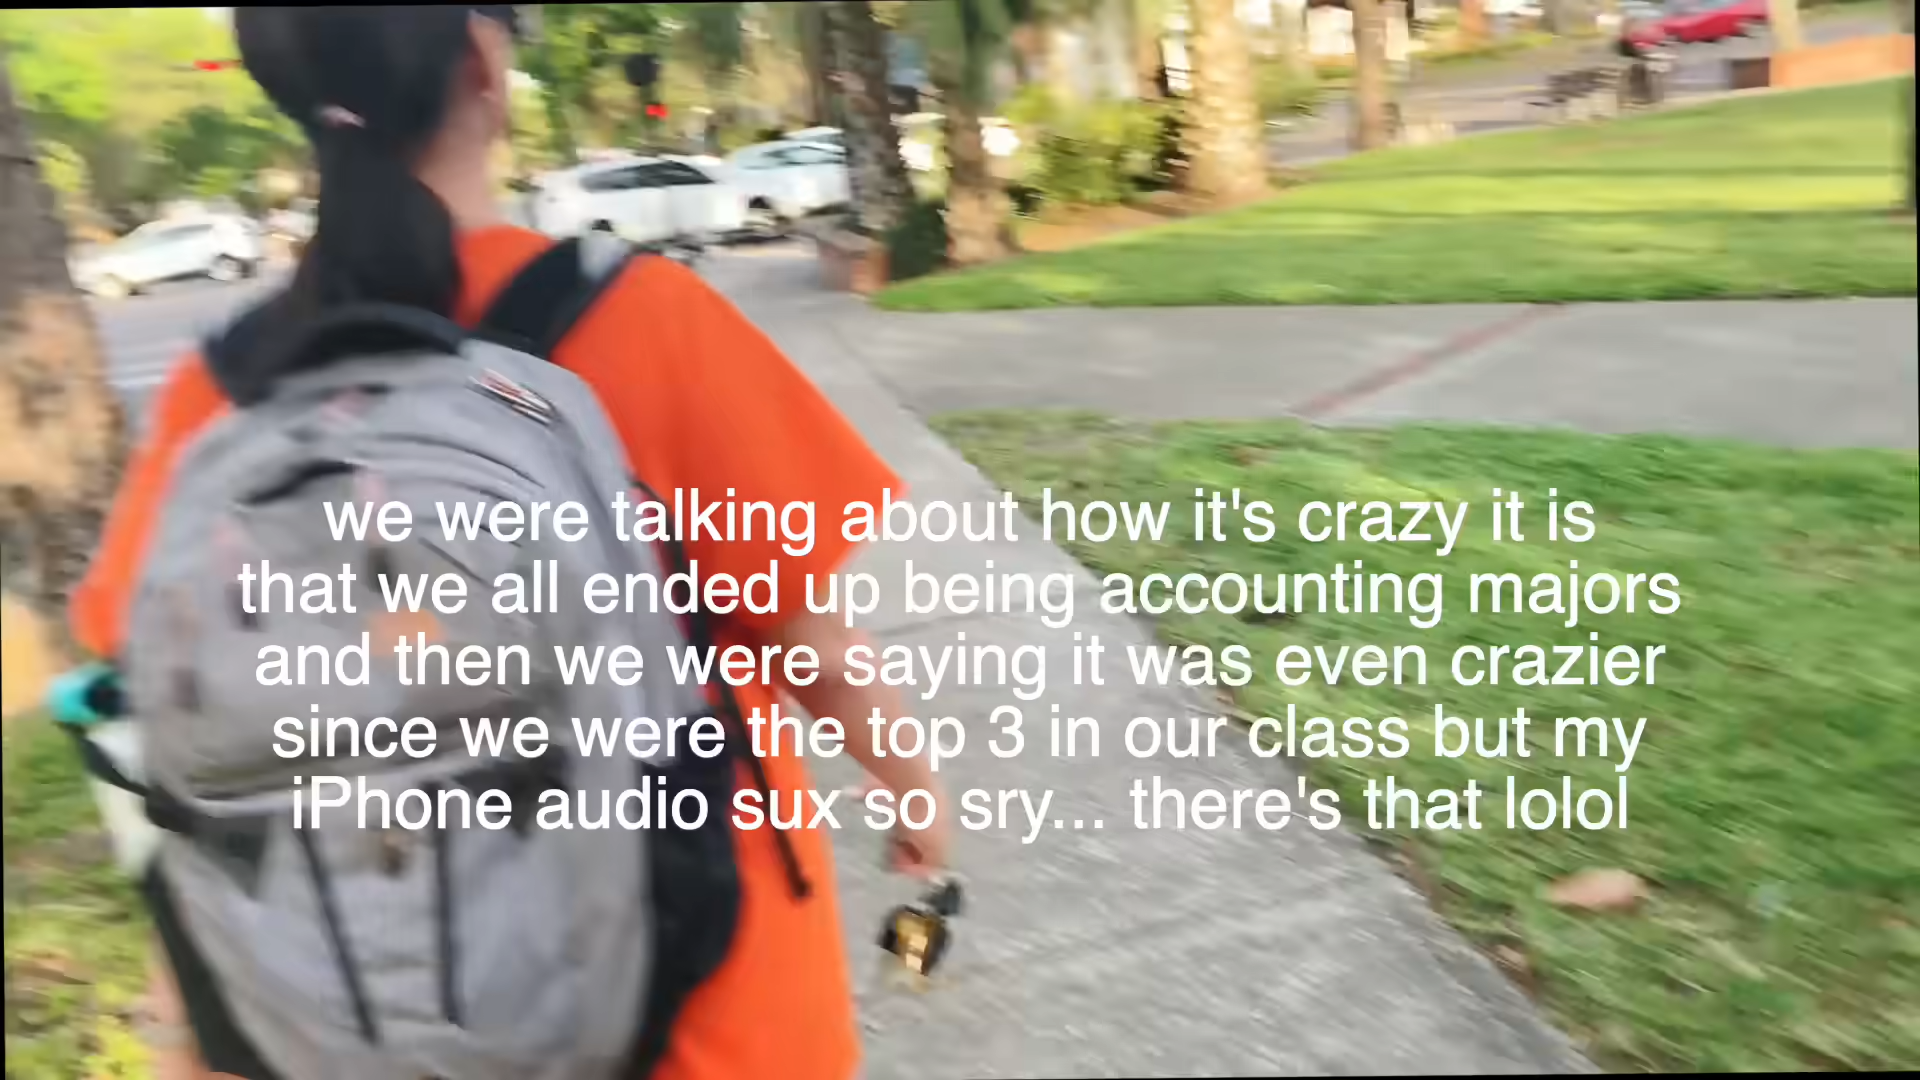 we were talking about how it's crazy it is
that we all ended up being accounting majors
and then we were saying it was even crazier
since we were the top 3 in our class but my
iPhone audio sux so sry... there's that lolol